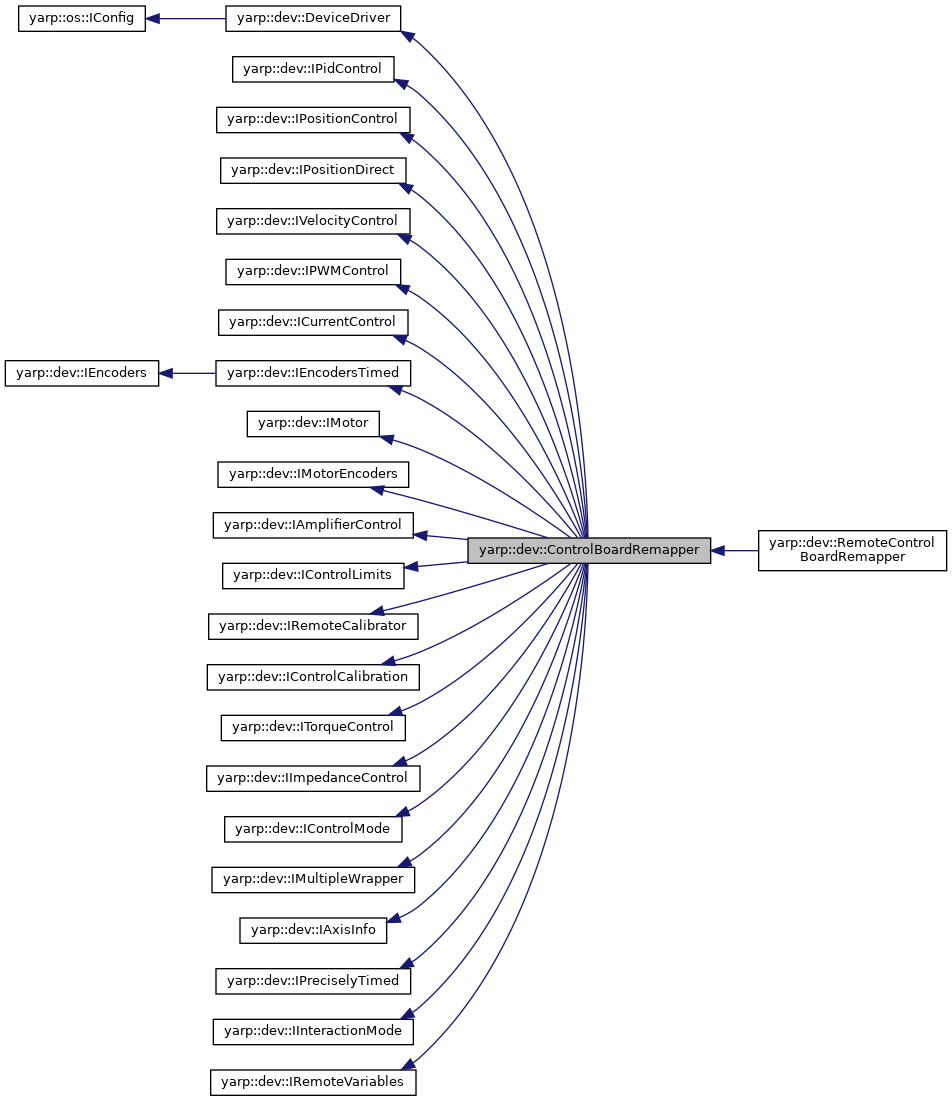 yarp::os::IConfig
yarp::dev::DeviceDriver
yarp::dev::IPidControl
yarp::dev::IPositionControl
yarp::dev::IPositionDirect
yarp::dev::IVelocityControl
yarp::dev::IPWMControl
yarp::dev::ICurrentControl
yarp::dev::IEncoders
yarp::dev::IEncodersTimed
yarp::dev::IMotor
yarp::dev::IMotorEncoders
yarp::dev::IAmplifierControl
yarp::dev::ControlBoardRemapper
yarp::dev::RemoteControl
BoardRemapper
yarp::dev::IControlLimits
yarp::dev::IRemoteCalibrator
yarp::dev::IControlCalibration
yarp::dev::ITorqueControl
yarp::dev::IImpedanceControl
yarp::dev::IControlMode
yarp::dev::IMultipleWrapper
yarp::dev::IAxisInfo
yarp::dev::IPreciselyTimed
yarp::dev::IInteractionMode
yarp::dev::IRemoteVariables